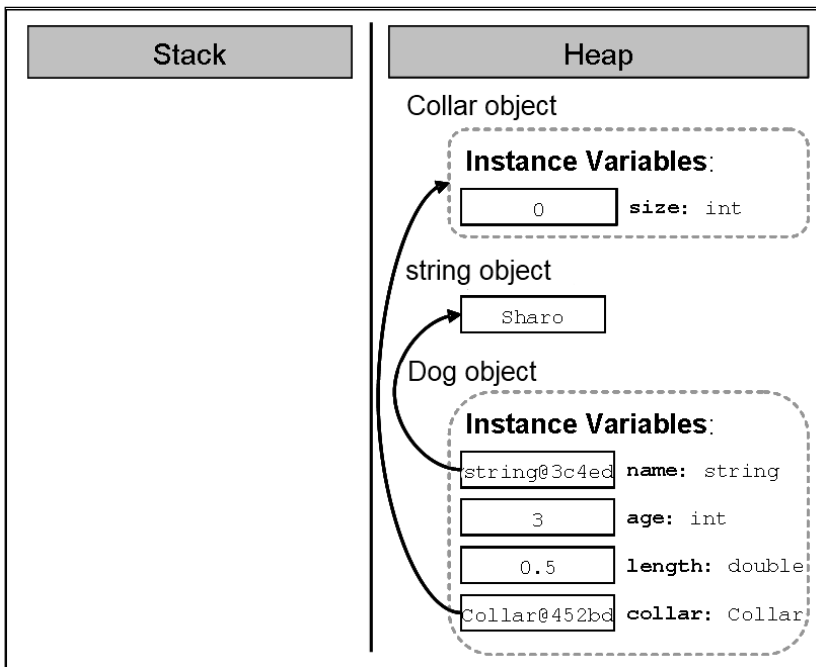 Stack
Heap
Collar object
Instance Variables:
0 size: int
string object
Sharo
Dog object
Instance Variables:
string@3c4ed name: string
3 age: int
0.5 length: double
Collar@452bd collar: Collar